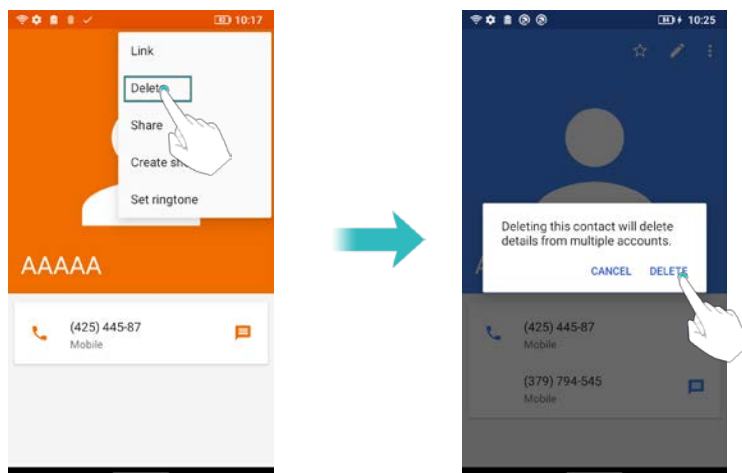 10:17
Link
Delete
Share
Create sh
Set ringtone
AAAAA
(425) 445-87
Mobile
10:25
Deleting this contact will delete
details from multiple accounts.
CANCEL DELETE
(425) 445-87
Mobile
(379) 794-545
Mobile